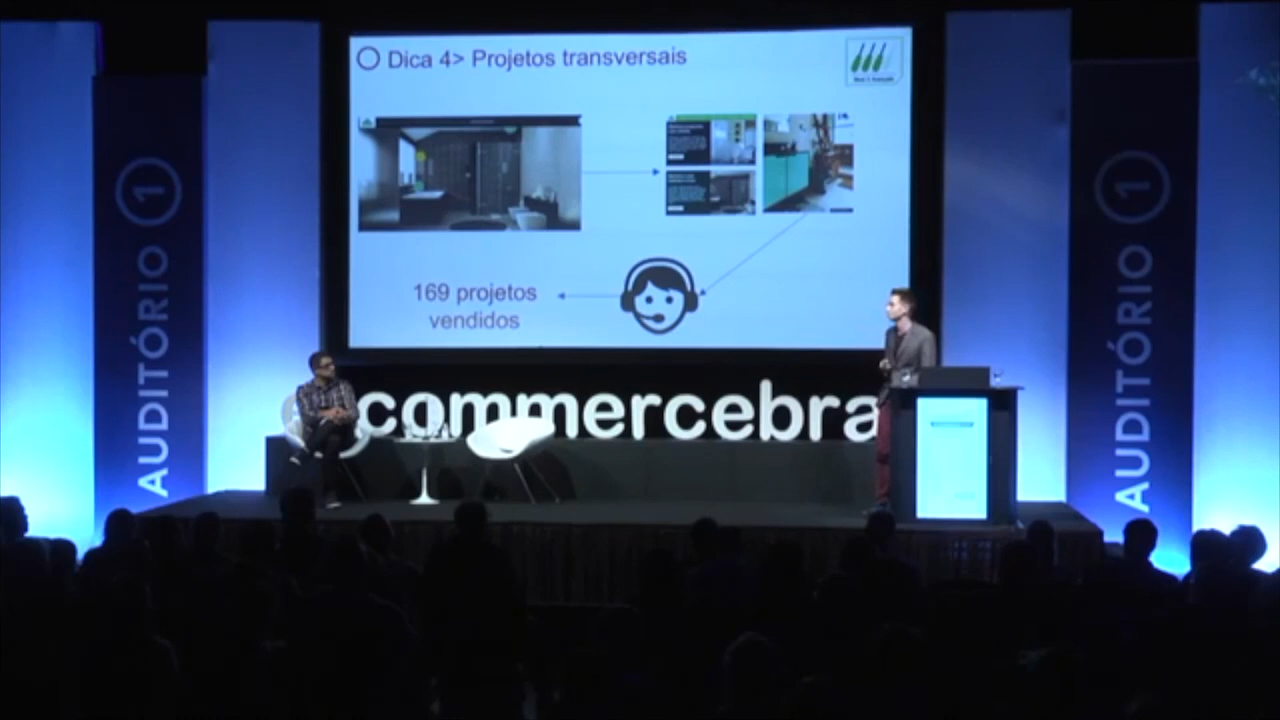 Dica 4> Projetos transversais
169 projetos
vendidos
AUDITÓRIO 1
AUDITÓRIO 1
commercebra